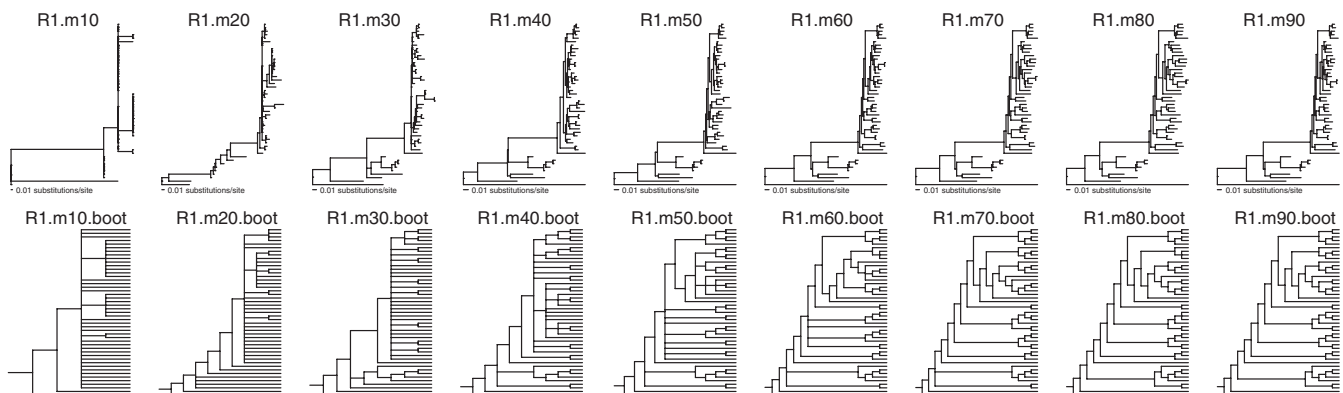 R1.m10 R1.m20 R1.m30 R1.m40 R1.m50 R1.m60 R1.m70 R1.m80 R1.m90
0.01 substitutions/site 0.01 substitutions/site 0.01 substitutions/site 0.01 substitutions/site 0.01 substitutions/site 0.01 substitutions/site 0.01 substitutions/site 0.01 substitutions/site 0.01 substitutions/site
R1.m10.boot R1.m20.boot R1.m30.boot R1.m40.boot R1.m50.boot R1.m60.boot R1.m70.boot R1.m80.boot R1.m90.boot